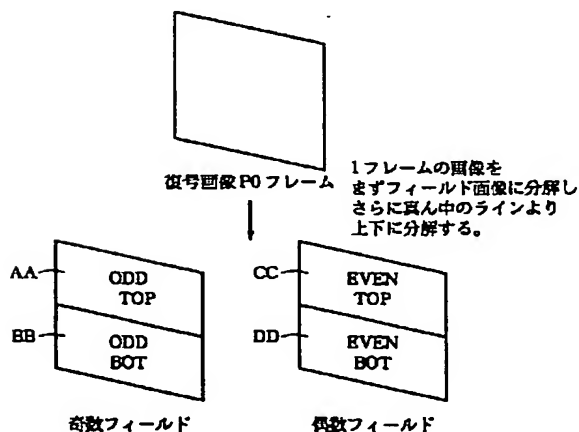 復号画像P0フレーム
1フレームの画像を
まずフィールド画像に分解し
さらに真ん中のラインより
上下に分解する。
AA
ODD
TOP
BB
ODD
BOT
奇数フィールド
CC
EVEN
TOP
DD
EVEN
BOT
偶数フィールド